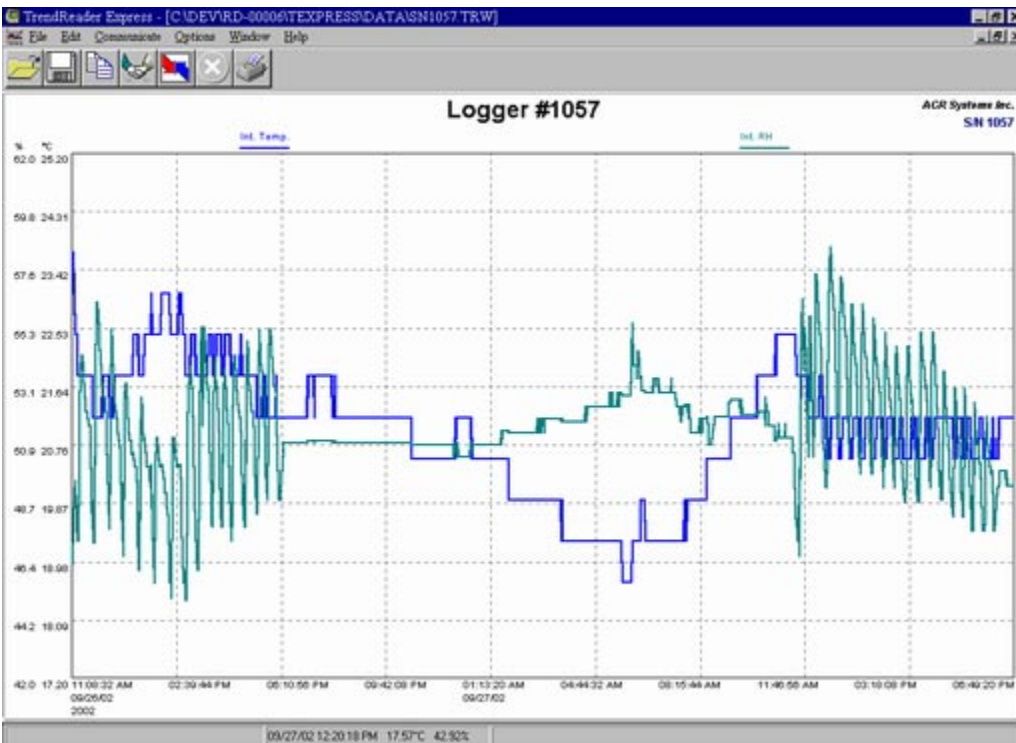 TrendReader Express - [C:\DEV\RD-00006\TEXPRESS\DATA\SN1057.TRW]
File Edit Communicate Options Window Help
Logger #1057
ACR Systems Inc.
S/N 1057
Int. Temp.
Int. RH
% °C
62.0 25.20
59.8 24.31
57.6 23.42
55.3 22.53
53.1 21.64
50.9 20.76
48.7 19.87
46.4 18.98
44.2 18.09
42.0 17.20
11:08:32 AM 02:39:44 PM 06:10:56 PM 09:42:08 PM 01:13:20 AM 04:44:32 AM 08:15:44 AM 11:46:56 AM 03:18:08 PM 06:49:20 PM
09/26/02 09/27/02
2002
09/27/02 12:20:18 PM 17.57°C 42.92%